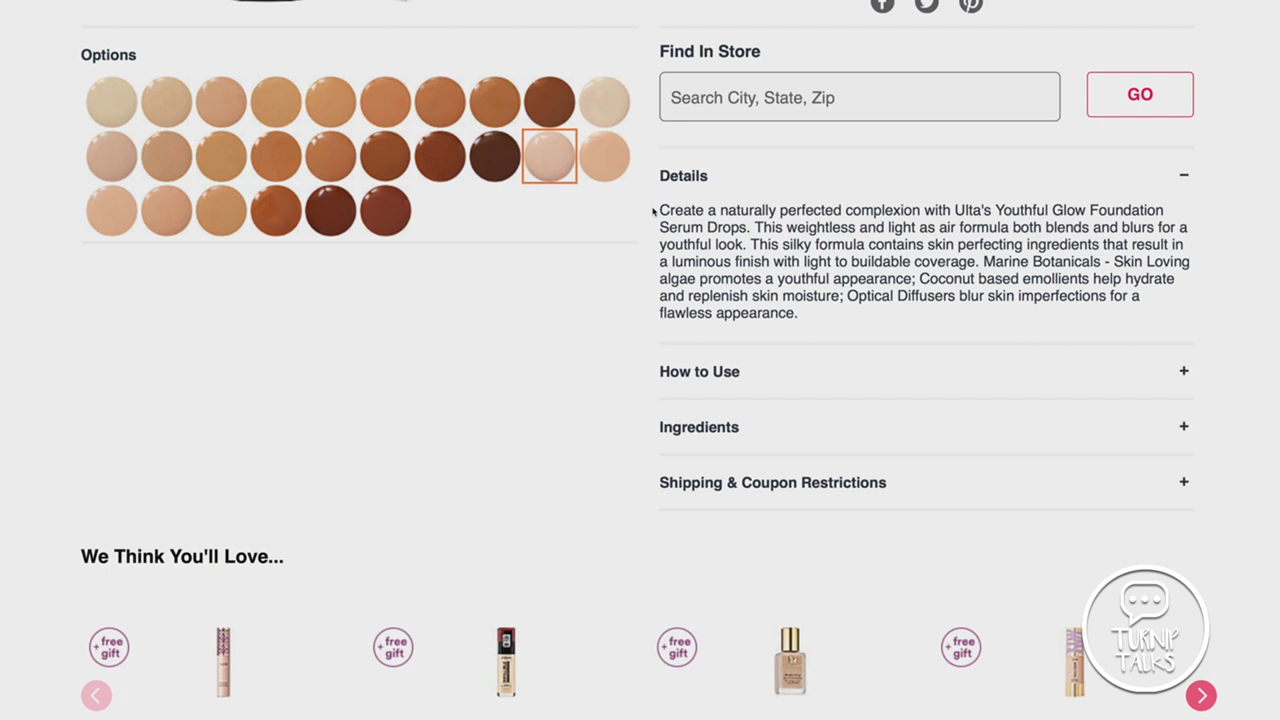 Options
Find In Store
Search City, State, Zip
GO
Details
Create a naturally perfected complexion with Ulta's Youthful Glow Foundation
Serum Drops. This weightless and light as air formula both blends and blurs for a
youthful look. This silky formula contains skin perfecting ingredients that result in
a luminous finish with light to buildable coverage. Marine Botanicals - Skin Loving
algae promotes a youthful appearance; Coconut based emollients help hydrate
and replenish skin moisture; Optical Diffusers blur skin imperfections for a
flawless appearance.
How to Use
Ingredients
Shipping & Coupon Restrictions
We Think You'll Love...
+ free
gift
+ free
gift
+ free
gift
+ free
gift
TURNIP
TALKS